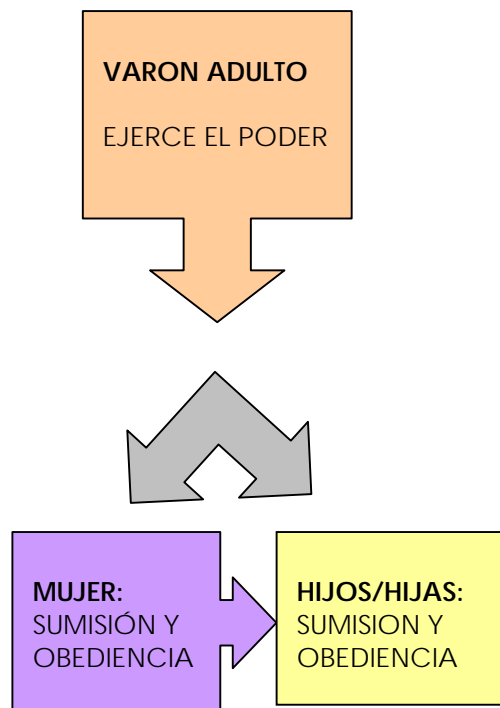 VARON ADULTO
EJERCE EL PODER
MUJER:
SUMISIÓN Y
OBEDIENCIA
HIJOS/HIJAS:
SUMISION Y
OBEDIENCIA